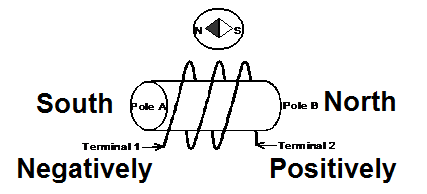 N S
South Pole A Pole B North
Terminal 1 Terminal 2
Negatively Positively